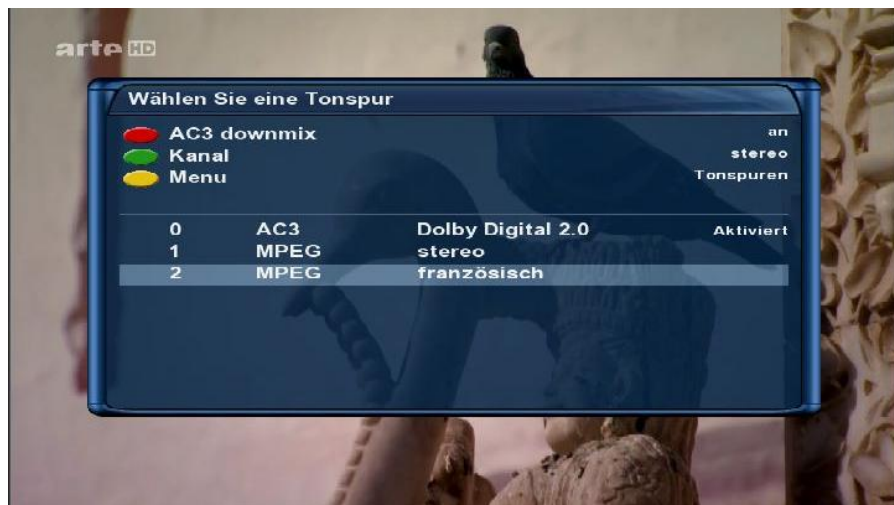 arte HD
Wählen Sie eine Tonspur
AC3 downmix an
Kanal stereo
Menu Tonspuren
0 AC3 Dolby Digital 2.0 Aktiviert
1 MPEG stereo
2 MPEG französisch